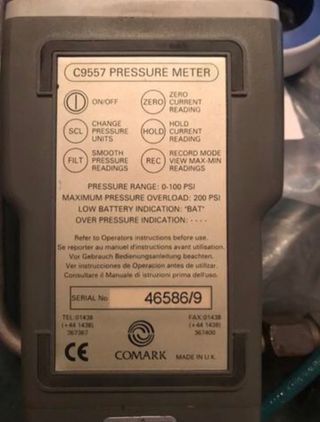 C9557 PRESSURE METER
ON/OFF
ZERO
ZERO CURRENT READING
SCL
CHANGE PRESSURE UNITS
HOLD
HOLD CURRENT READING
FILT
SMOOTH PRESSURE READINGS
REC
RECORD MODE VIEW MAX-MIN READINGS
PRESSURE RANGE: 0-100 PSI
MAXIMUM PRESSURE OVERLOAD: 200 PSI
LOW BATTERY INDICATION: "BAT"
OVER PRESSURE INDICATION: - - - -
Refer to Operators instructions before use.
Se reporter au manuel d'instructions avant d'utiliser.
Vor Gebrauch Bedienungsanleitung beachten.
Ver instrucciones de Operacion antes de utilizar.
Consultare il Manuale di istruzioni prima dell'uso.
SERIAL No 46586/9
TEL:01438
(+44 1438)
367367
FAX:01438
(+44 1438)
367400
CE
COMARK
MADE IN U.K.